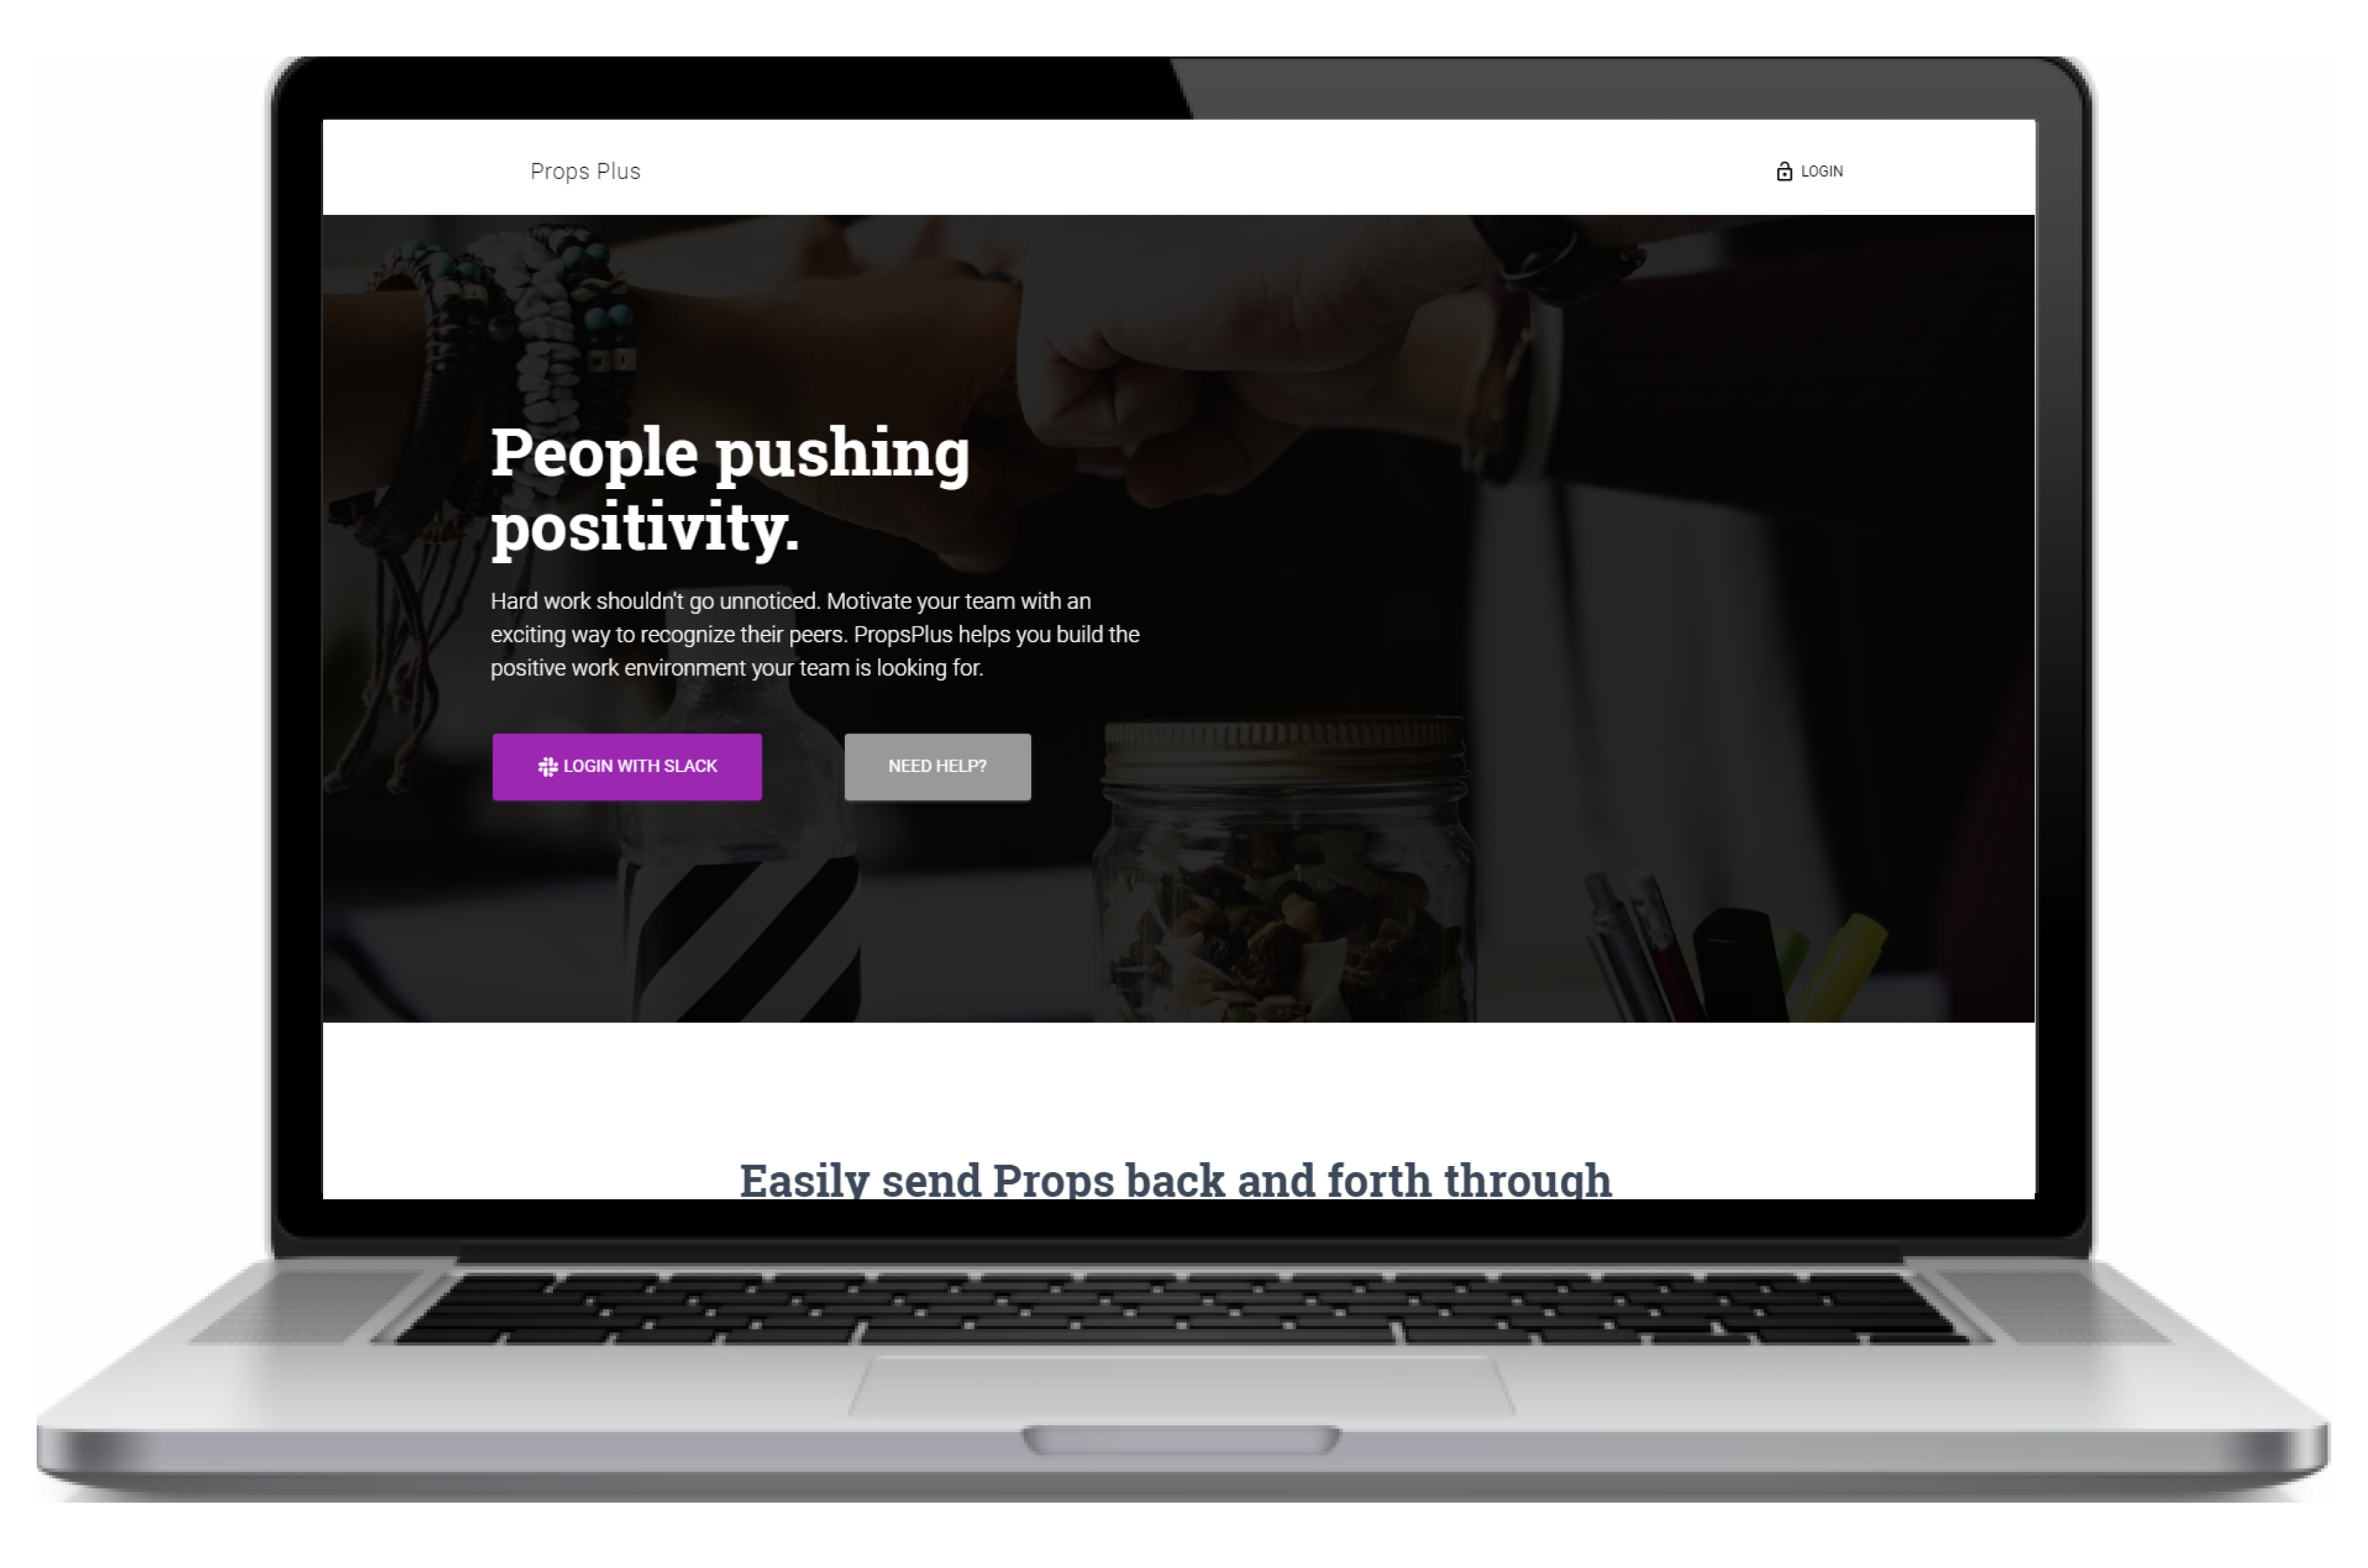 Props Plus
LOGIN
People pushing
positivity.
Hard work shouldn't go unnoticed. Motivate your team with an
exciting way to recognize their peers. PropsPlus helps you build the
positive work environment your team is looking for.
LOGIN WITH SLACK
NEED HELP?
Easily send Props back and forth through